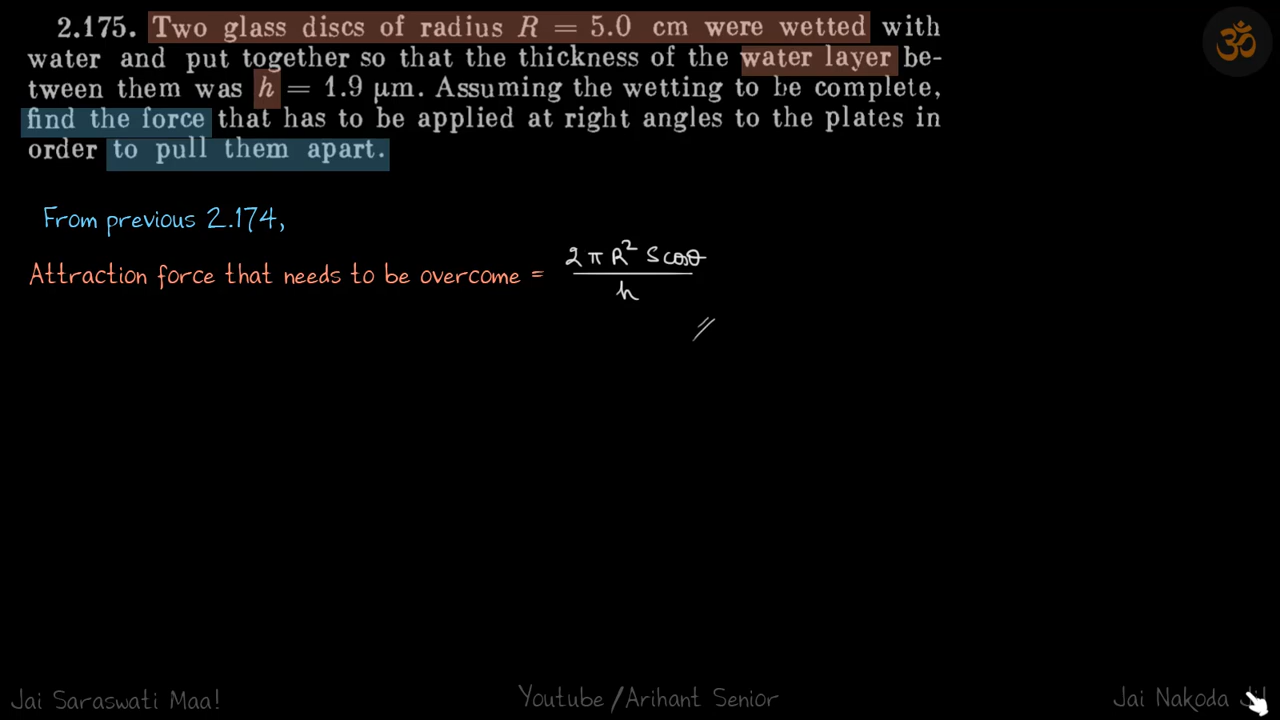 2.175. Two glass discs of radius R = 5.0 cm were wetted with
water and put together so that the thickness of the water layer be-
tween them was h = 1.9 μm. Assuming the wetting to be complete,
find the force that has to be applied at right angles to the plates in
order to pull them apart.
ॐ
From previous 2.174,
Attraction force that needs to be overcome = 2πR² S cosθ / h
Jai Saraswati Maa!
Youtube/Arihant Senior
Jai Nakoda Ji!